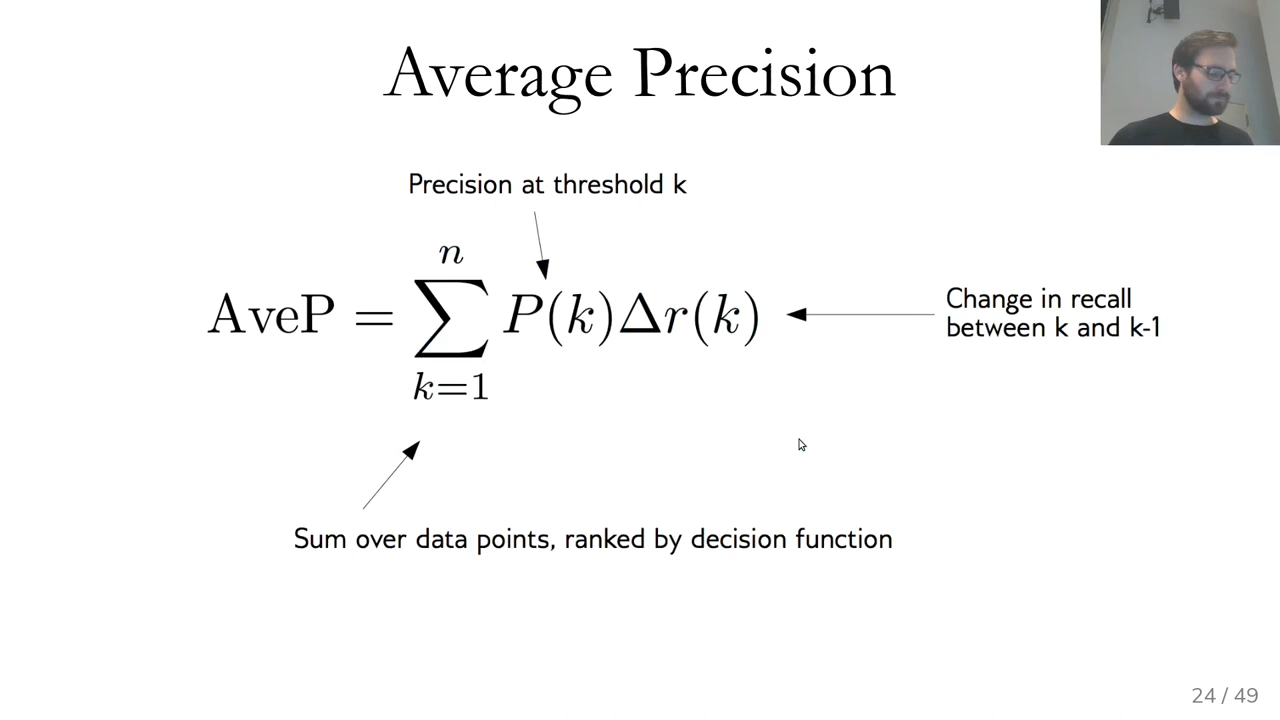 Average Precision
Precision at threshold k
n
AveP = ∑ P(k)Δr(k)
k=1
Change in recall
between k and k-1
Sum over data points, ranked by decision function
24 / 49